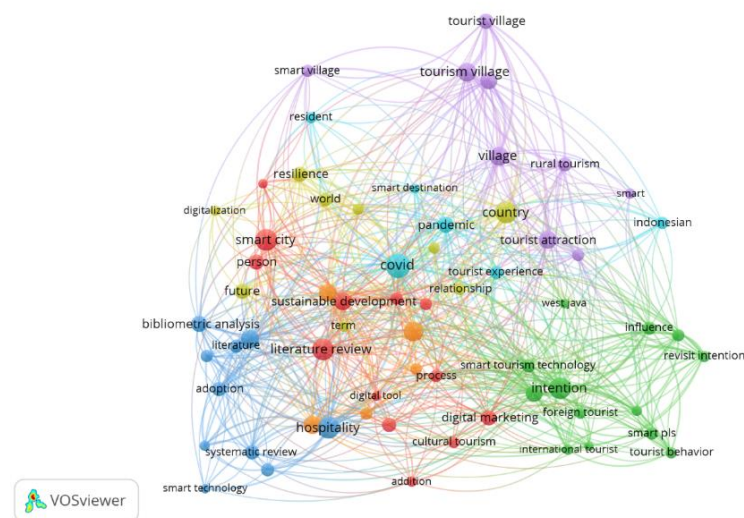 tourist village
smart village
tourism village
resident
village
rural tourism
resilience
smart destination
smart
world
digitalization
country
pandemic
indonesian
smart city
tourist attraction
person
covid
tourist experience
future
sustainable development
relationship
west java
bibliometric analysis
term
influence
literature
literature review
revisit intention
smart tourism technology
process
adoption
intention
digital tool
hospitality
digital marketing
foreign tourist
smart pls
cultural tourism
systematic review
international tourist
tourist behavior
addition
smart technology
VOSviewer